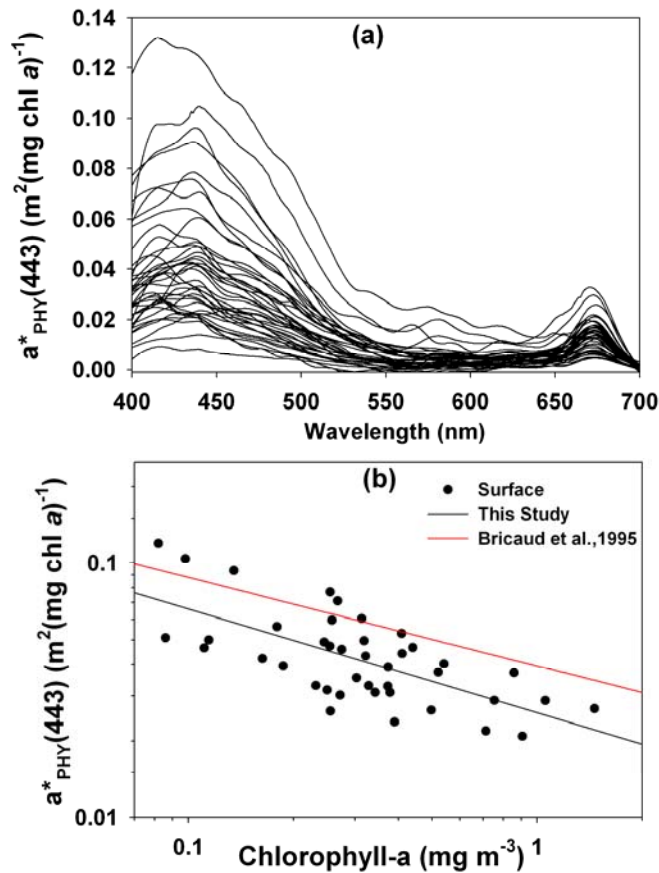 (a)
a*PHY(443) (m²(mg chl a)⁻¹)
0.14
0.12
0.10
0.08
0.06
0.04
0.02
0.00
400 450 500 550 600 650 700
Wavelength (nm)
(b)
Surface
This Study
Bricaud et al.,1995
a*PHY(443) (m²(mg chl a)⁻¹)
0.1
0.01
0.1 1
Chlorophyll-a (mg m⁻³)